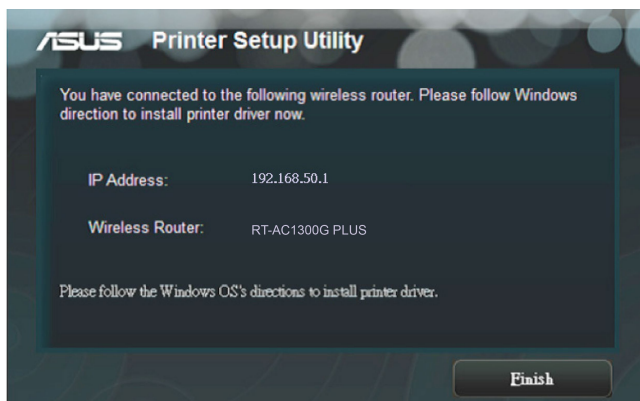 ASUS Printer Setup Utility
You have connected to the following wireless router. Please follow Windows
direction to install printer driver now.
IP Address: 192.168.50.1
Wireless Router: RT-AC1300G PLUS
Please follow the Windows OS's directions to install printer driver.
Finish